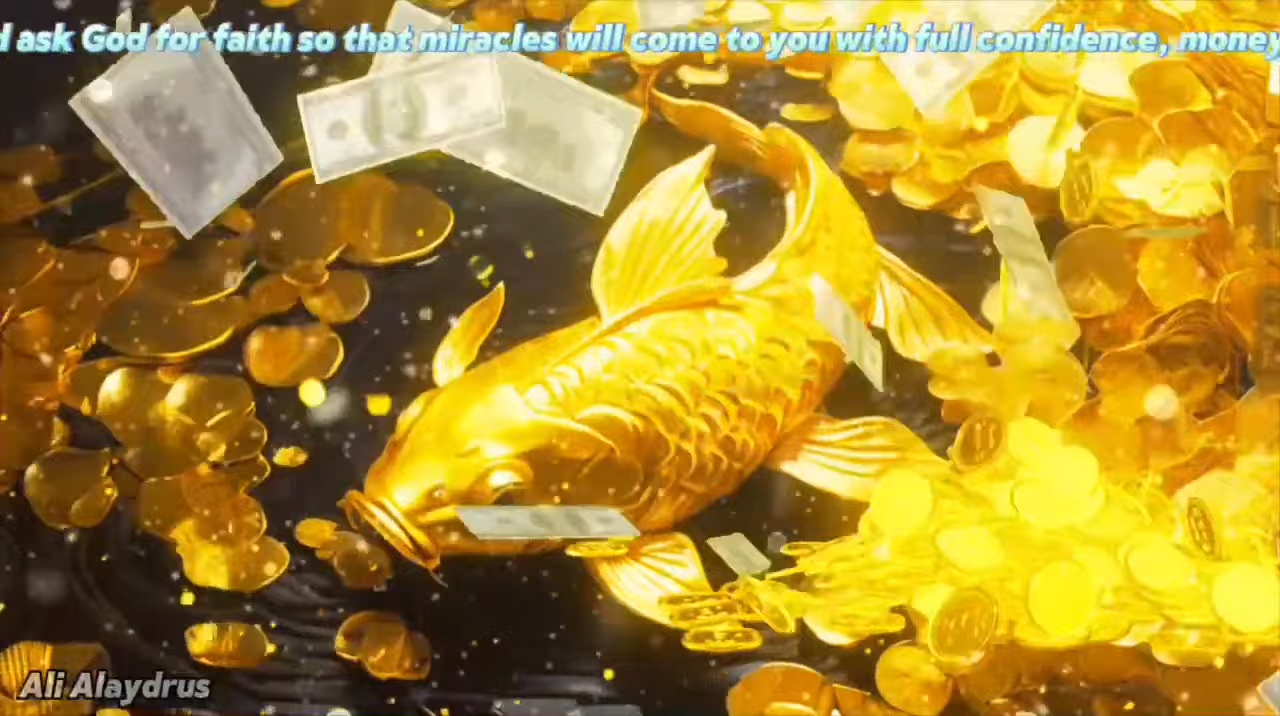 ask God for faith so that miracles will come to you with full confidence, money
Ali Alaydrus